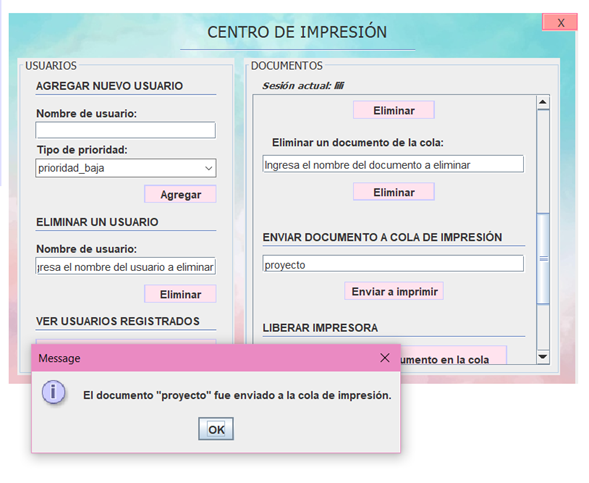 CENTRO DE IMPRESIÓN
X
USUARIOS
AGREGAR NUEVO USUARIO
Nombre de usuario:
Tipo de prioridad:
prioridad_baja
Agregar
ELIMINAR UN USUARIO
Nombre de usuario:
gresa el nombre del usuario a eliminar
Eliminar
VER USUARIOS REGISTRADOS
DOCUMENTOS
Sesión actual: lili
Eliminar
Eliminar un documento de la cola:
Ingresa el nombre del documento a eliminar
Eliminar
ENVIAR DOCUMENTO A COLA DE IMPRESIÓN
proyecto
Enviar a imprimir
LIBERAR IMPRESORA
umento en la cola
Message
El documento "proyecto" fue enviado a la cola de impresión.
OK